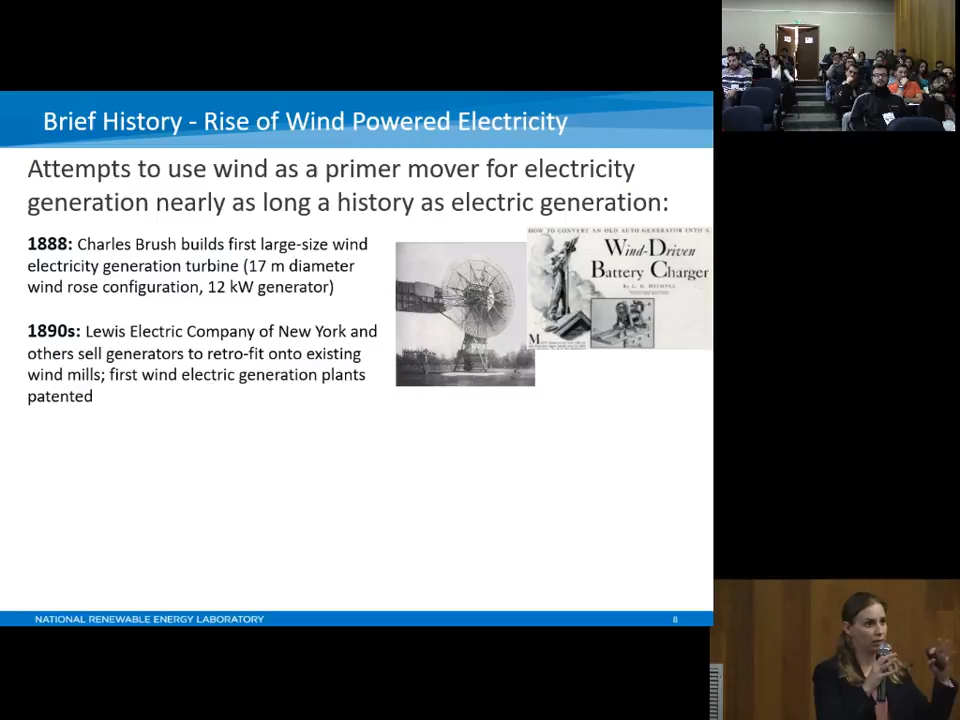 Brief History - Rise of Wind Powered Electricity
Attempts to use wind as a primer mover for electricity
generation nearly as long a history as electric generation:
1888: Charles Brush builds first large-size wind
electricity generation turbine (17 m diameter
wind rose configuration, 12 kW generator)
1890s: Lewis Electric Company of New York and
others sell generators to retro-fit onto existing
wind mills; first wind electric generation plants
patented
HOW TO CONVERT AN OLD AUTO GENERATOR INTO A
Wind-Driven
Battery Charger
NATIONAL RENEWABLE ENERGY LABORATORY
8